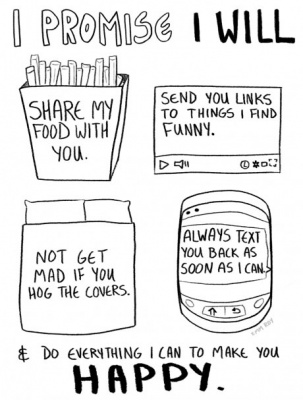 I PROMISE I WILL
SHARE MY
FOOD WITH
YOU.
SEND YOU LINKS
TO THINGS I FIND
FUNNY.
NOT GET
MAD IF YOU
HOG THE COVERS.
ALWAYS TEXT
YOU BACK AS
SOON AS I CAN.
& DO EVERYTHING I CAN TO MAKE YOU
HAPPY.